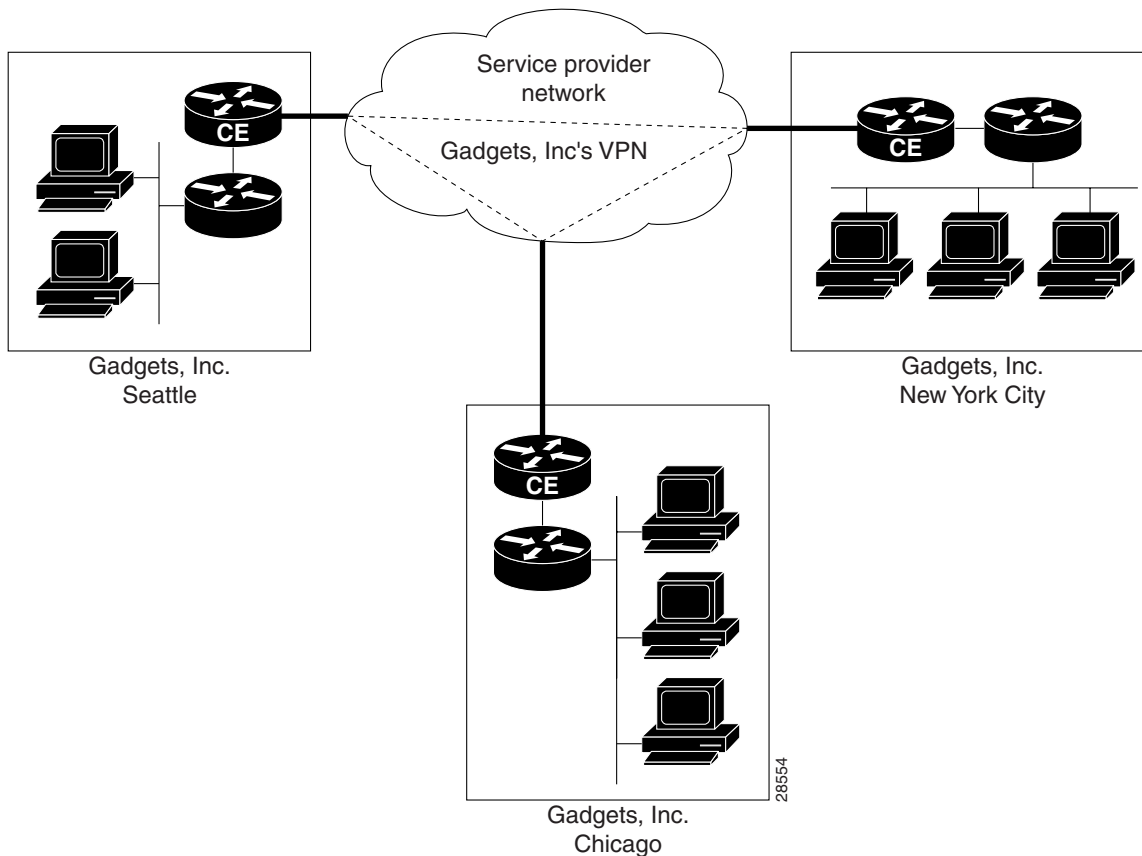 Service provider
network
Gadgets, Inc's VPN
CE
CE
Gadgets, Inc.
Seattle
Gadgets, Inc.
New York City
CE
28554
Gadgets, Inc.
Chicago